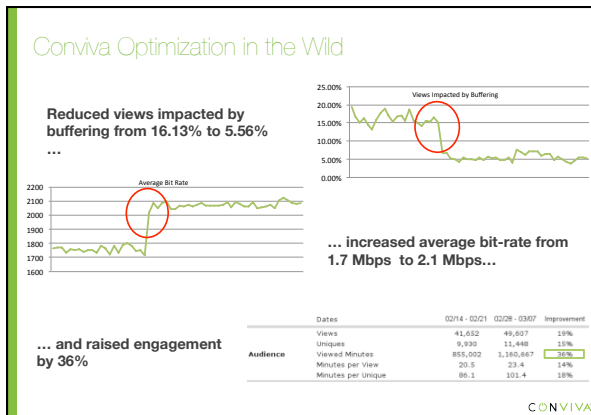 Conviva Optimization in the Wild
Reduced views impacted by
buffering from 16.13% to 5.56%
…
Views Impacted by Buffering
25.00%
20.00%
15.00%
10.00%
5.00%
0.00%
Average Bit Rate
2200
2100
2000
1900
1800
1700
1600
… increased average bit-rate from
1.7 Mbps to 2.1 Mbps…
… and raised engagement
by 36%
Dates 02/14 - 02/21 02/28 - 03/07 Improvement
Views 41,652 49,607 19%
Uniques 9,930 11,448 15%
Audience Viewed Minutes 855,002 1,160,667 36%
Minutes per View 20.5 23.4 14%
Minutes per Unique 86.1 101.4 18%
CONVIVA